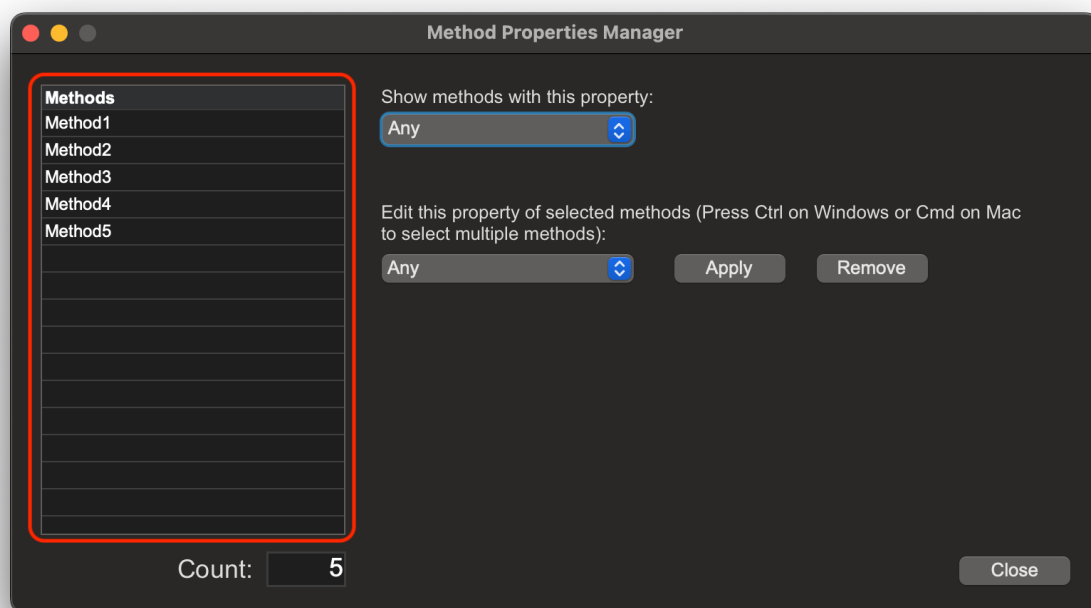 Method Properties Manager
Methods
Method1
Method2
Method3
Method4
Method5
Count: 5
Show methods with this property:
Any
Edit this property of selected methods (Press Ctrl on Windows or Cmd on Mac
to select multiple methods):
Any Apply Remove
Close